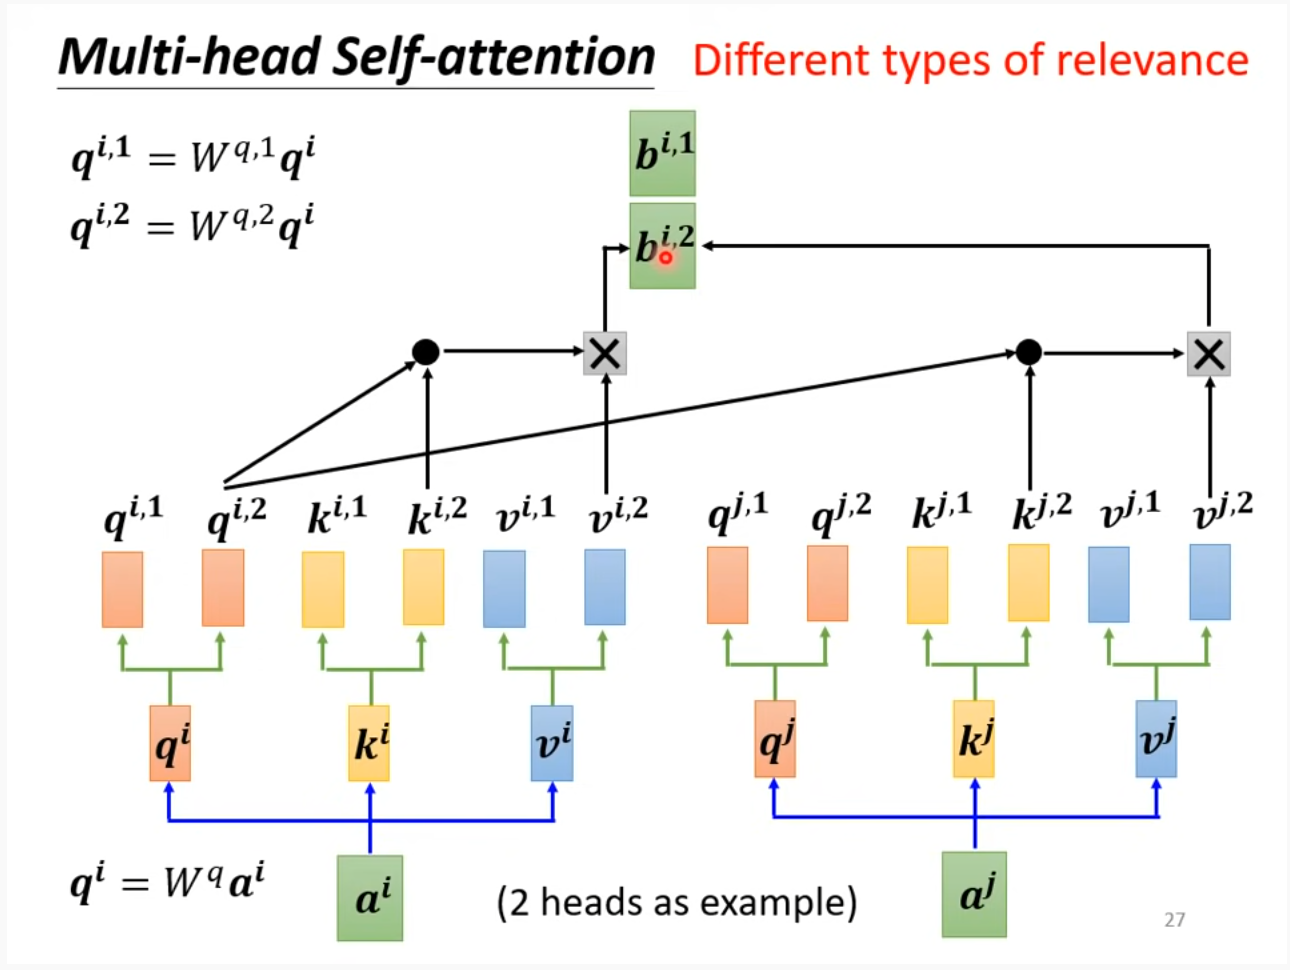 Multi-head Self-attention Different types of relevance
q^{i,1} = W^{q,1}q^i
q^{i,2} = W^{q,2}q^i
b^{i,1}
b^{i,2}
q^{i,1} q^{i,2} k^{i,1} k^{i,2} v^{i,1} v^{i,2} q^{j,1} q^{j,2} k^{j,1} k^{j,2} v^{j,1} v^{j,2}
q^i k^i v^i q^j k^j v^j
q^i = W^q a^i
a^i
(2 heads as example)
a^j
27